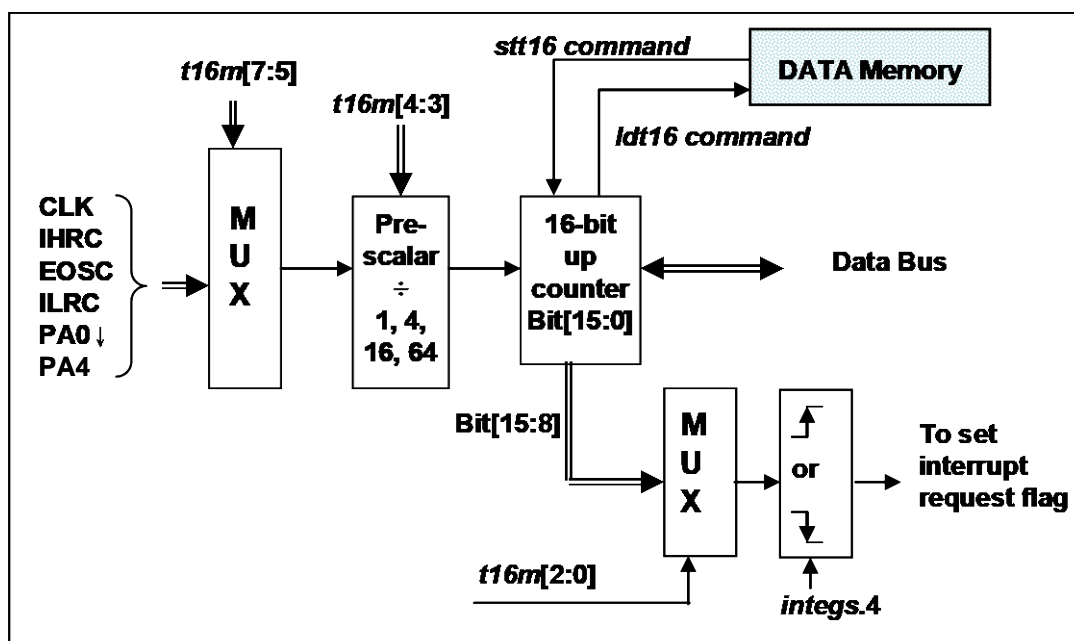 stt16 command
DATA Memory
t16m[7:5]
t16m[4:3]
ldt16 command
CLK
IHRC
EOSC
ILRC
PA0↓
PA4
M
U
X
Pre-
scalar
÷
1, 4,
16, 64
16-bit
up
counter
Bit[15:0]
Data Bus
Bit[15:8]
M
U
X
or
To set
interrupt
request flag
t16m[2:0]
integs.4